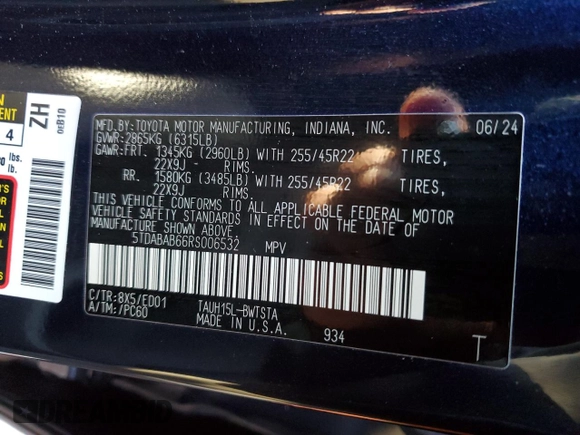 MFD.BY:TOYOTA MOTOR MANUFACTURING, INDIANA, INC. 06/24
GVWR:2865KG (6315LB)
GAWR:FRT. 1345KG (2960LB) WITH 255/45R22 TIRES,
22X9J RIMS.
RR. 1580KG (3485LB) WITH 255/45R22 TIRES,
22X9J RIMS.
THIS VEHICLE CONFORMS TO ALL APPLICABLE FEDERAL MOTOR
VEHICLE SAFETY STANDARDS IN EFFECT ON THE DATE OF
MANUFACTURE SHOWN ABOVE.
5TDABAB66RS006532 MPV
C/TR:8X5/ED01 TAUH15L-BWTSTA
A/TM:/PC60 MADE IN U.S.A. 934
T
ZH
0EB10
4
lbs.
DREAMBID